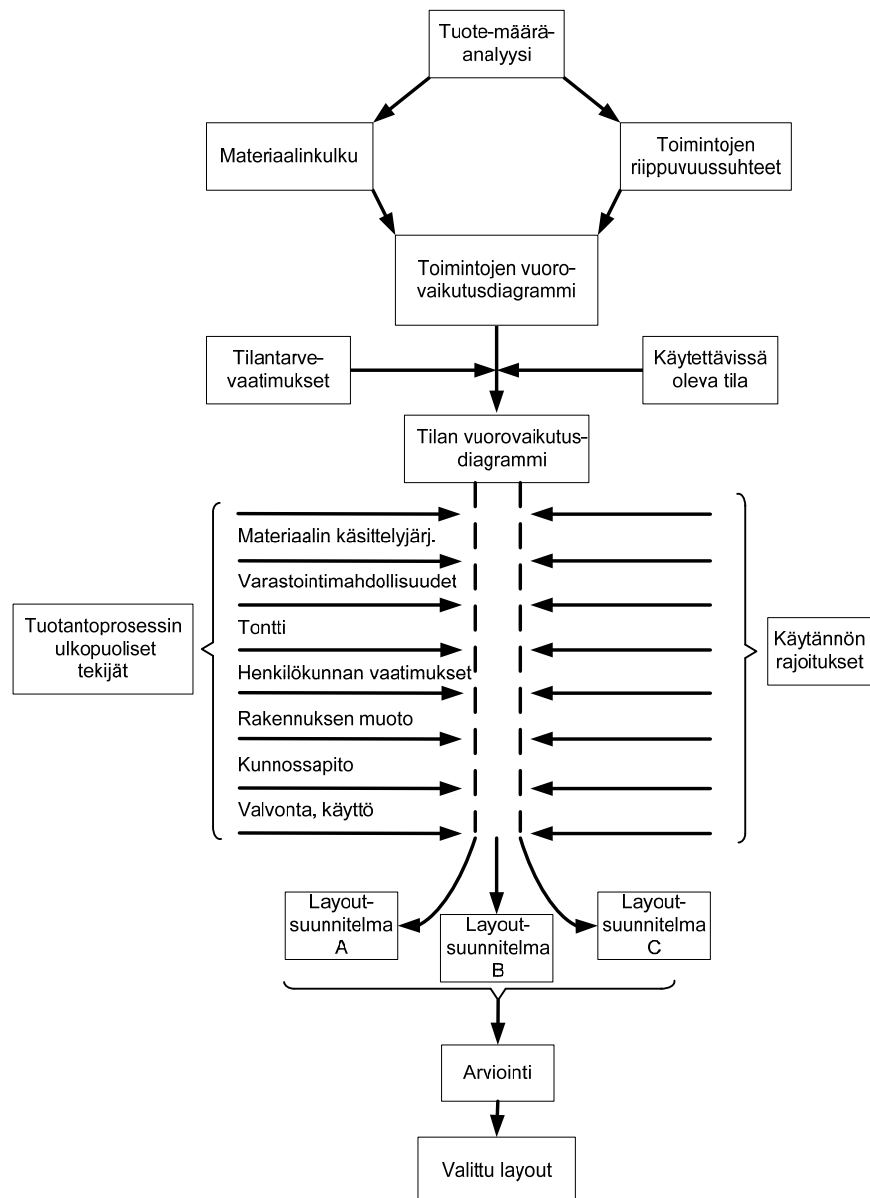 Tuote-määrä-
analyysi
Materiaalinkulku
Toimintojen
riippuvuussuhteet
Toimintojen vuoro-
vaikutusdiagrammi
Tilantarve-
vaatimukset
Käytettävissä
oleva tila
Tilan vuorovaikutus-
diagrammi
Tuotantoprosessin
ulkopuoliset
tekijät
Materiaalin käsittelyjärj.
Varastointimahdollisuudet
Tontti
Henkilökunnan vaatimukset
Rakennuksen muoto
Kunnossapito
Valvonta, käyttö
Käytännön
rajoitukset
Layout-
suunnitelma
A
Layout-
suunnitelma
B
Layout-
suunnitelma
C
Arviointi
Valittu layout